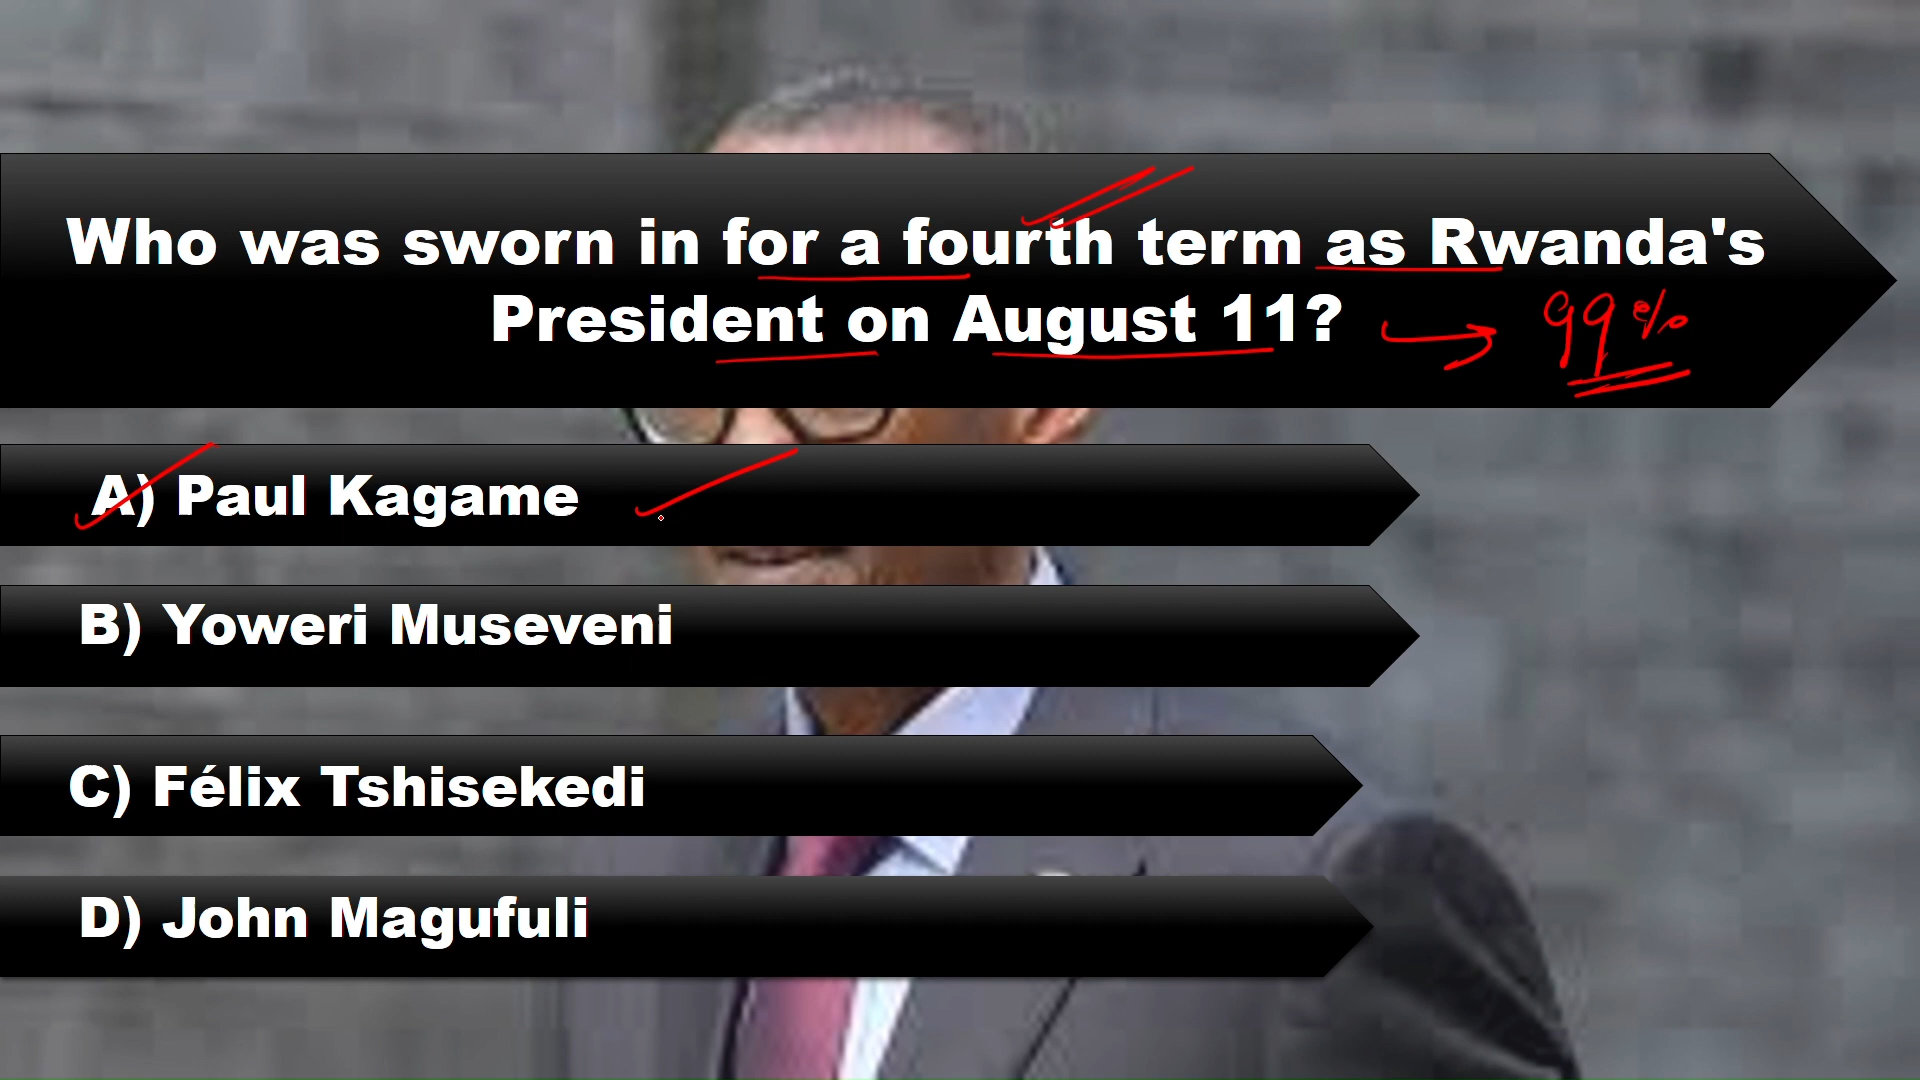 Who was sworn in for a fourth term as Rwanda's
President on August 11?
99%
A) Paul Kagame
B) Yoweri Museveni
C) Félix Tshisekedi
D) John Magufuli